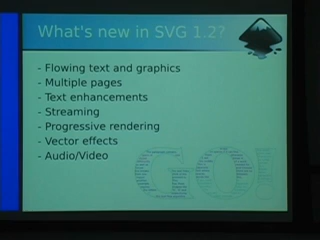 What's new in SVG 1.2?
- Flowing text and graphics
- Multiple pages
- Text enhancements
- Streaming
- Progressive rendering
- Vector effects
- Audio/Video